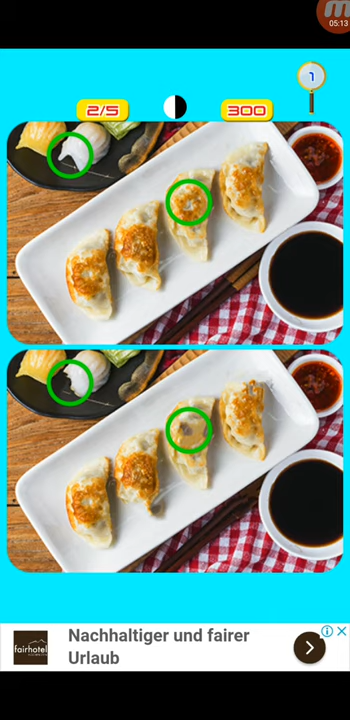 05:13
1
2/5
300
fairhotel
Nachhaltiger und fairer
Urlaub